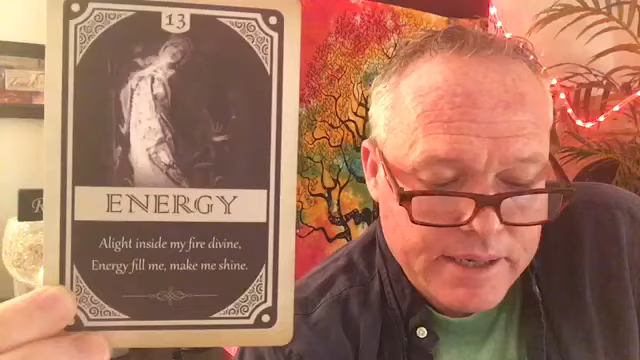 13
ENERGY
Alight inside my fire divine,
Energy fill me, make me shine.